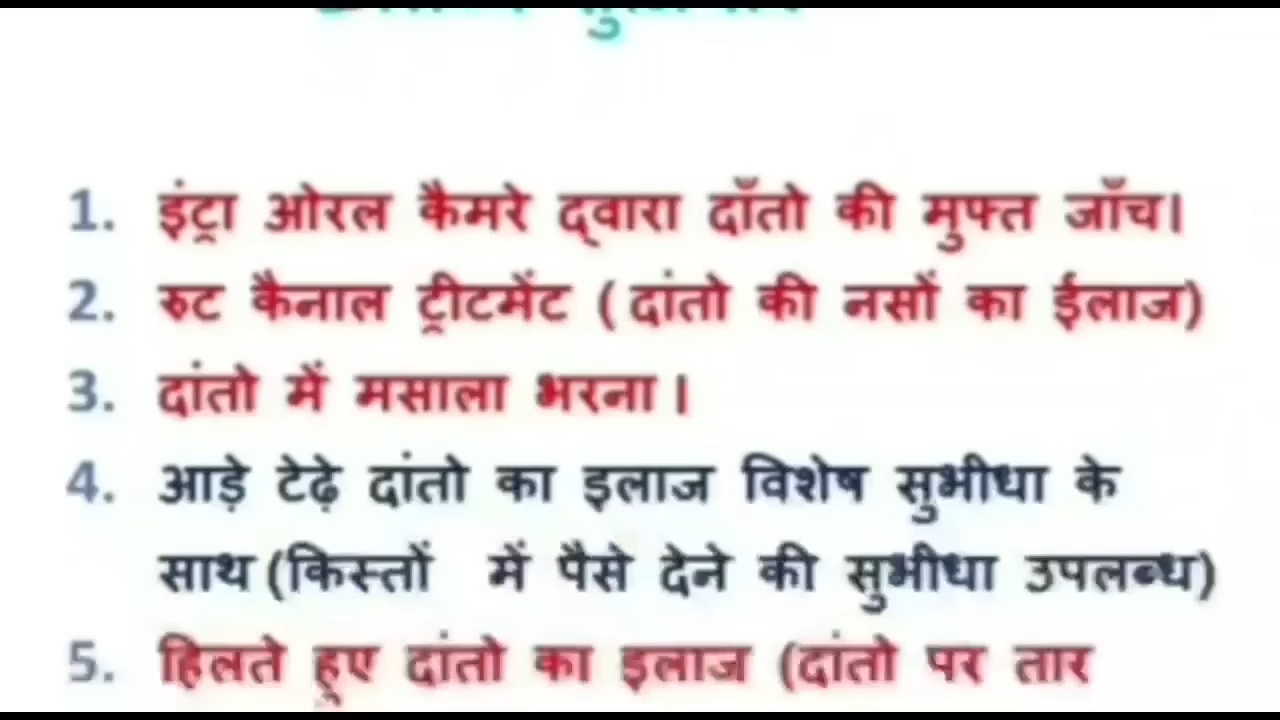 1. इंट्रा ओरल कैमरे द्वारा दाँतो की मुफ्त जाँच।
2. रुट कैनाल ट्रीटमेंट ( दांतो की नसों का ईलाज)
3. दांतो में मसाला भरना।
4. आड़े टेढ़े दांतो का इलाज विशेष सुभीधा के
साथ (किस्तों में पैसे देने की सुभीधा उपलब्ध)
5. हिलते हुए दांतो का इलाज (दांतो पर तार